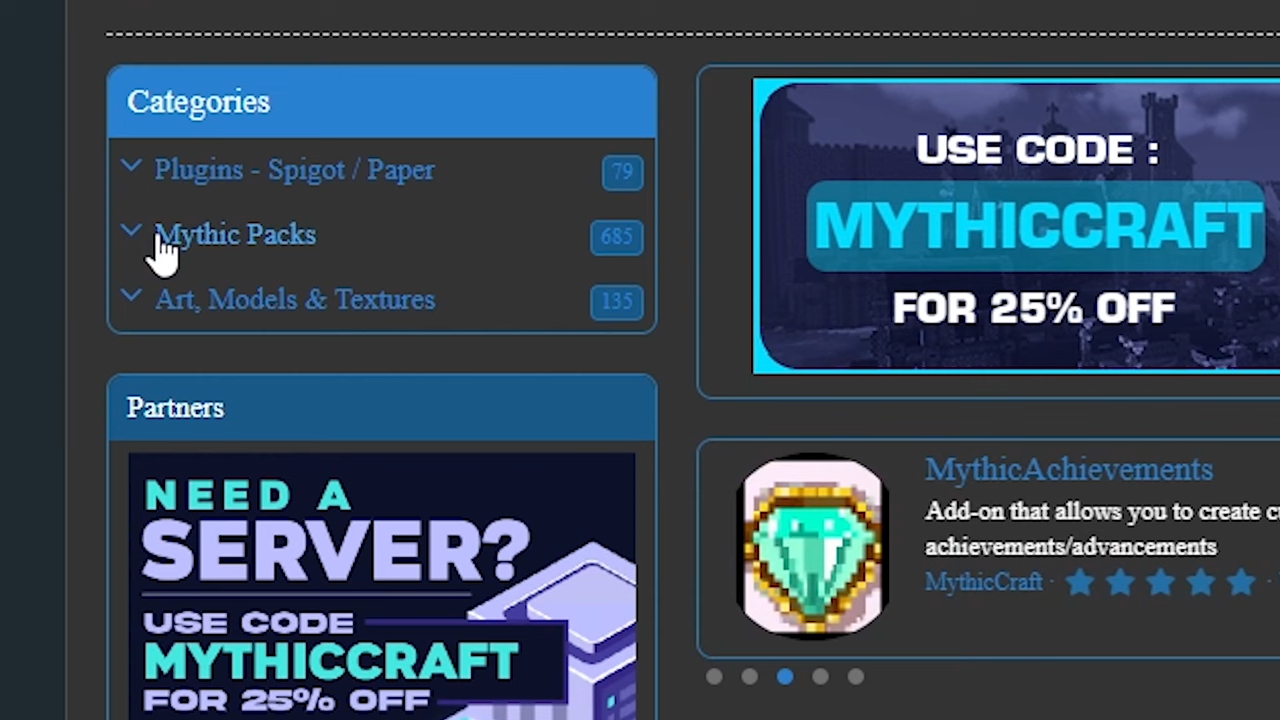 Categories
Plugins - Spigot / Paper 79
Mythic Packs 685
Art, Models & Textures 135
Partners
NEED A
SERVER?
USE CODE
MYTHICCRAFT
FOR 25% OFF
USE CODE :
MYTHICCRAFT
FOR 25% OFF
MythicAchievements
Add-on that allows you to create
achievements/advancements
MythicCraft ·